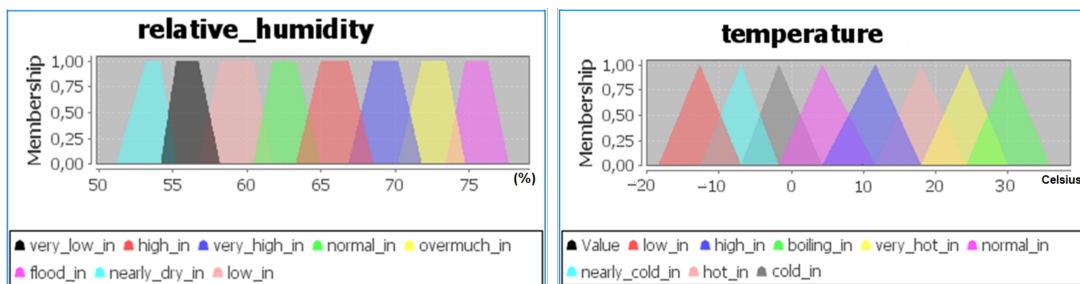 relative_humidity
Membership
1,00
0,75
0,50
0,25
0,00
50 55 60 65 70 75 (%)
very_low_in high_in very_high_in normal_in overmuch_in
flood_in nearly_dry_in low_in
temperature
Membership
1,00
0,75
0,50
0,25
0,00
−20 −10 0 10 20 30 Celsius
Value low_in high_in boiling_in very_hot_in normal_in
nearly_cold_in hot_in cold_in